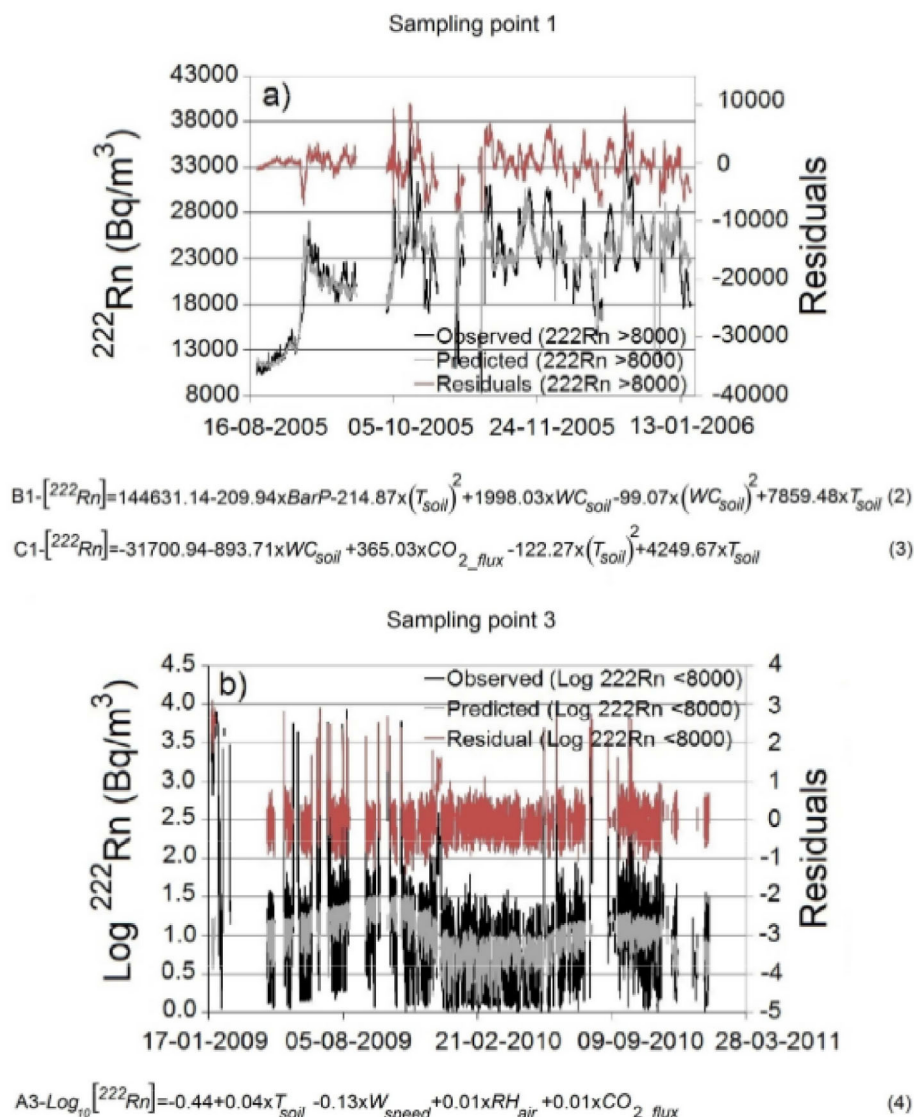 Sampling point 1
a)
43000
38000
33000
28000
23000
18000
13000
8000
222Rn (Bq/m3)
10000
0
-10000
-20000
-30000
-40000
Residuals
Observed (222Rn >8000)
Predicted (222Rn >8000)
Residuals (222Rn >8000)
16-08-2005 05-10-2005 24-11-2005 13-01-2006
B1-[222Rn]=144631.14-209.94xBarP-214.87x(Tsoil)2+1998.03xWCsoil-99.07x(WCsoil)2+7859.48xTsoil (2)
C1-[222Rn]=-31700.94-893.71xWCsoil+365.03xCO2_flux-122.27x(Tsoil)2+4249.67xTsoil (3)
Sampling point 3
b)
4.5
4.0
3.5
3.0
2.5
2.0
1.5
1.0
0.5
0.0
Log 222Rn (Bq/m3)
4
3
2
1
0
-1
-2
-3
-4
-5
Residuals
Observed (Log 222Rn <8000)
Predicted (Log 222Rn <8000)
Residual (Log 222Rn <8000)
17-01-2009 05-08-2009 21-02-2010 09-09-2010 28-03-2011
A3-Log10[222Rn]=-0.44+0.04xTsoil-0.13xWspeed+0.01xRHair+0.01xCO2_flux (4)